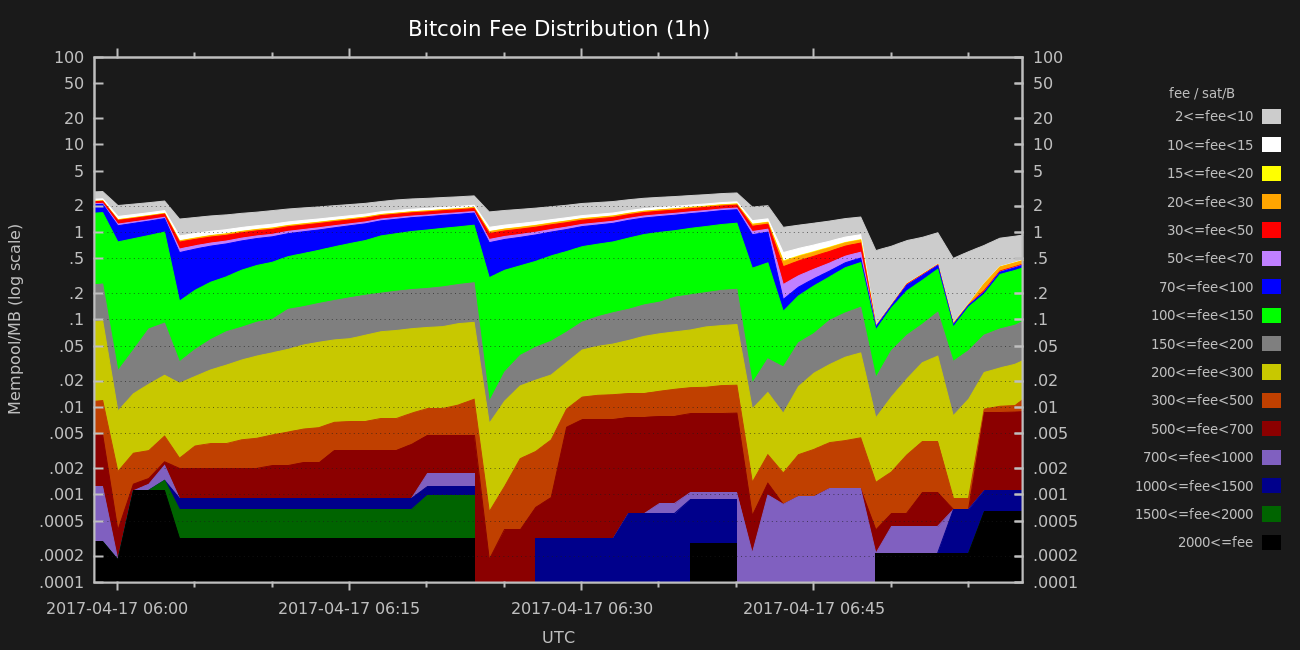 Bitcoin Fee Distribution (1h)
100 100
50 50
20 20
10 10
5 5
2 2
1 1
.5 .5
.2 .2
.1 .1
.05 .05
.02 .02
.01 .01
.005 .005
.002 .002
.001 .001
.0005 .0005
.0002 .0002
.0001 .0001
Mempool/MB (log scale)
2017-04-17 06:00 2017-04-17 06:15 2017-04-17 06:30 2017-04-17 06:45
UTC
fee / sat/B
2<=fee<10
10<=fee<15
15<=fee<20
20<=fee<30
30<=fee<50
50<=fee<70
70<=fee<100
100<=fee<150
150<=fee<200
200<=fee<300
300<=fee<500
500<=fee<700
700<=fee<1000
1000<=fee<1500
1500<=fee<2000
2000<=fee